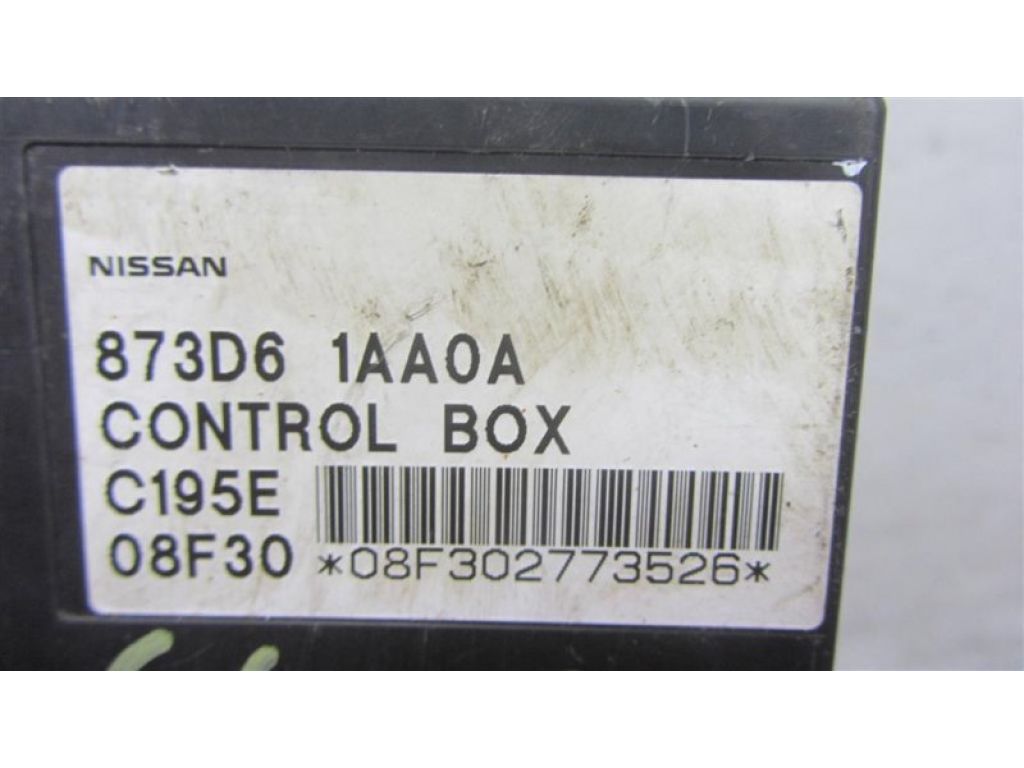 NISSAN
873D6 1AA0A
CONTROL BOX
C195E
08F30 *08F302773526*